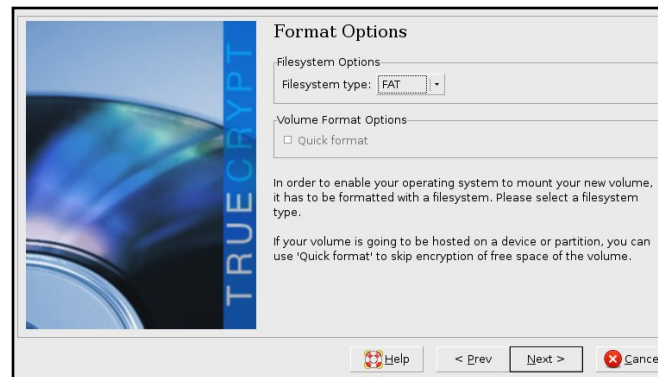 TRUECRYPT
Format Options
Filesystem Options
Filesystem type: FAT
Volume Format Options
Quick format
In order to enable your operating system to mount your new volume,
it has to be formatted with a filesystem. Please select a filesystem
type.
If your volume is going to be hosted on a device or partition, you can
use 'Quick format' to skip encryption of free space of the volume.
Help
< Prev
Next >
Cance